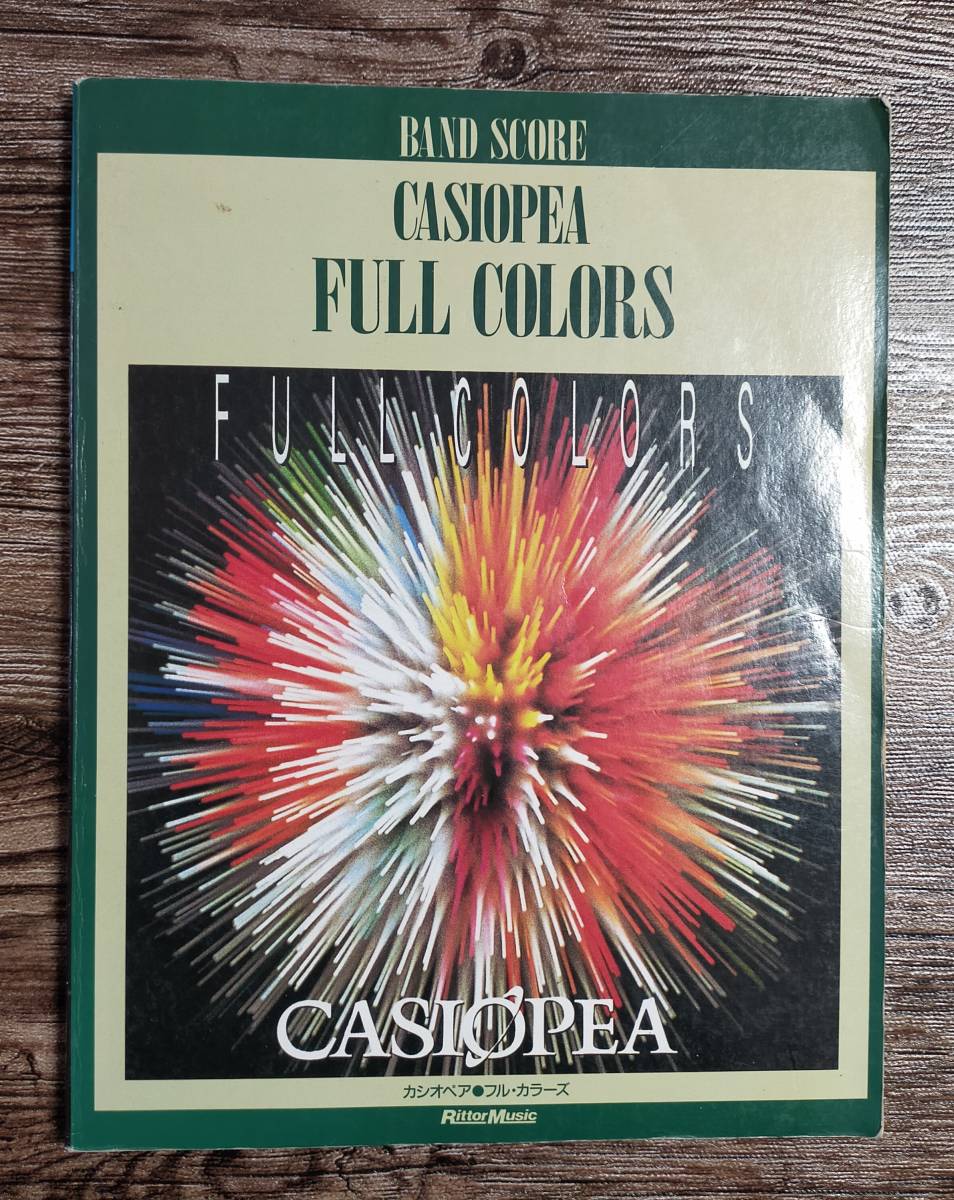 BAND SCORE
CASIOPEA
FULL COLORS
FULL COLORS
CASIOPEA
カシオペア●フル・カラーズ
RittorMusic